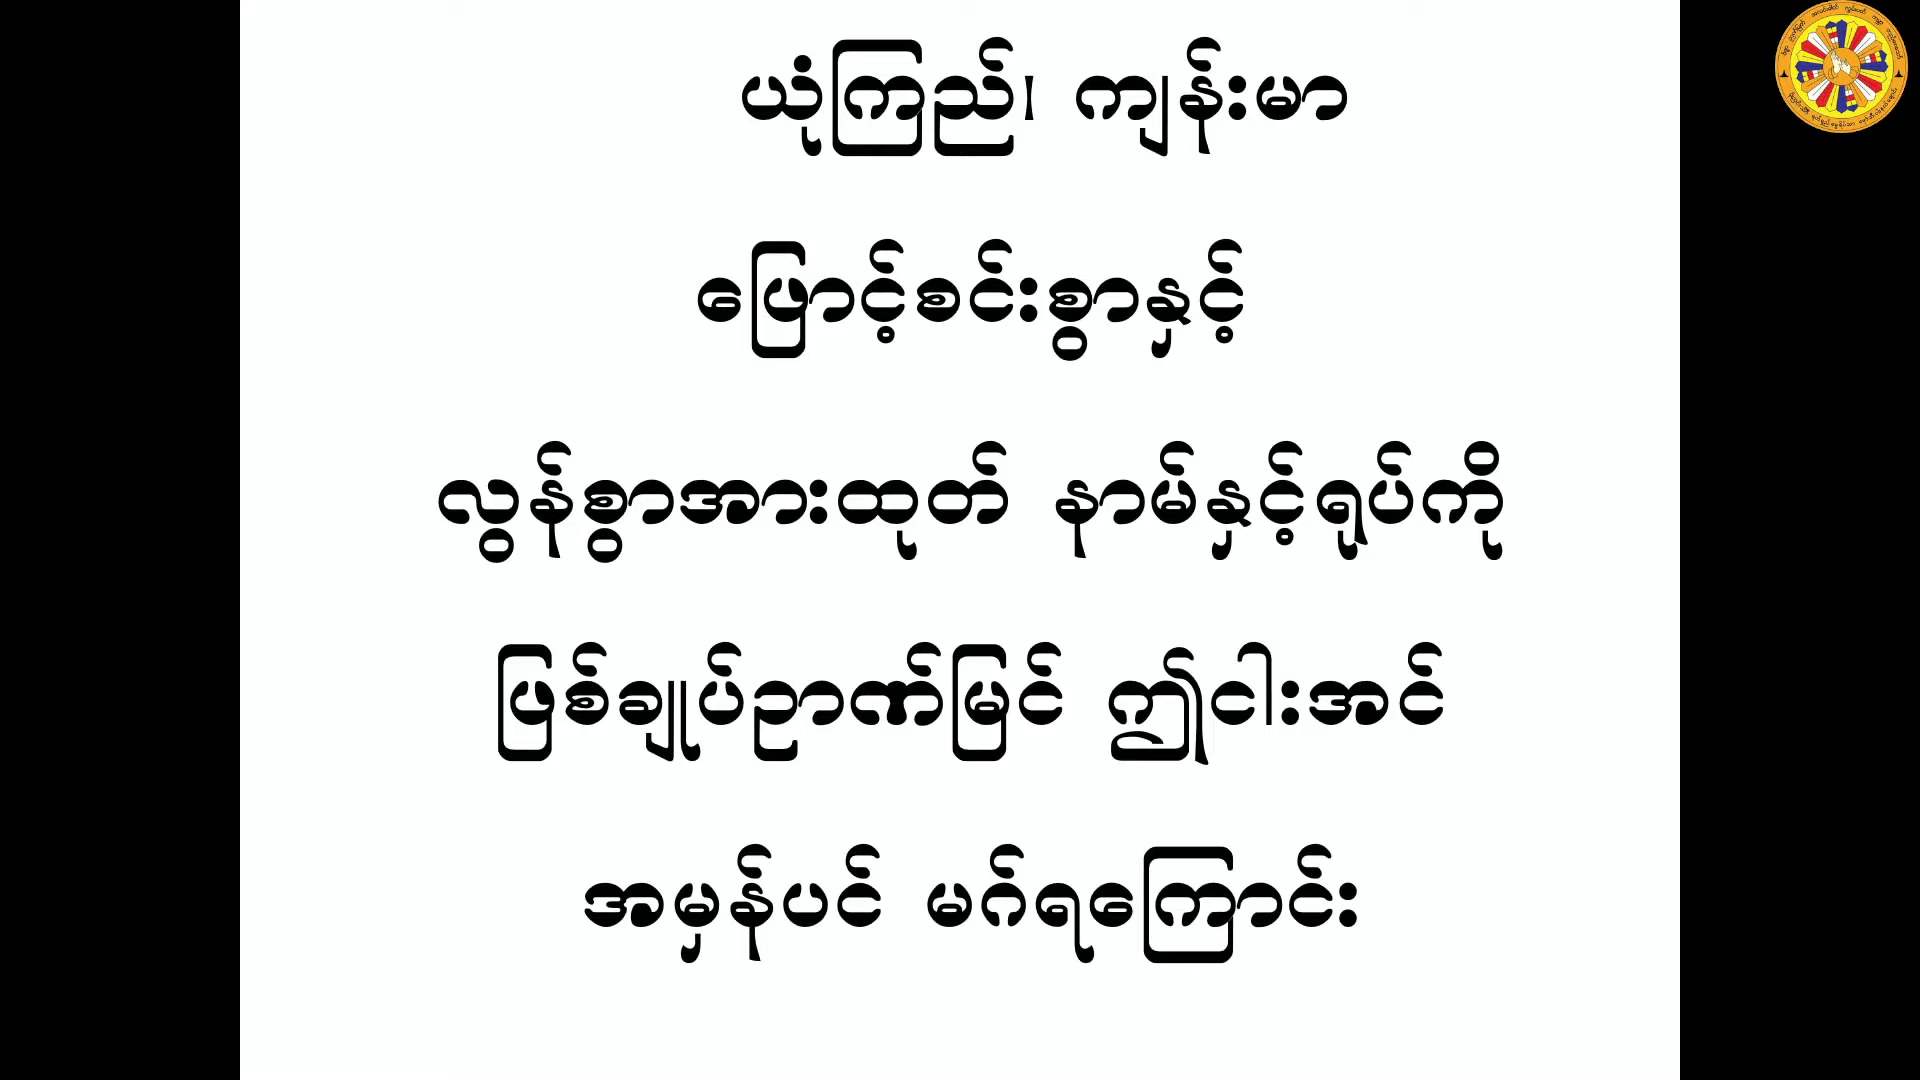 ယုံကြည်၊ ကျန်းမာ
ဖြောင့်စင်းစွာနှင့်
လွန်စွာအားထုတ် နာမ်နှင့်ရုပ်ကို
ဖြစ်ချုပ်ဉာဏ်မြင် ဤငါးအင်
အမှန်ပင် မဂ်ရကြောင်း